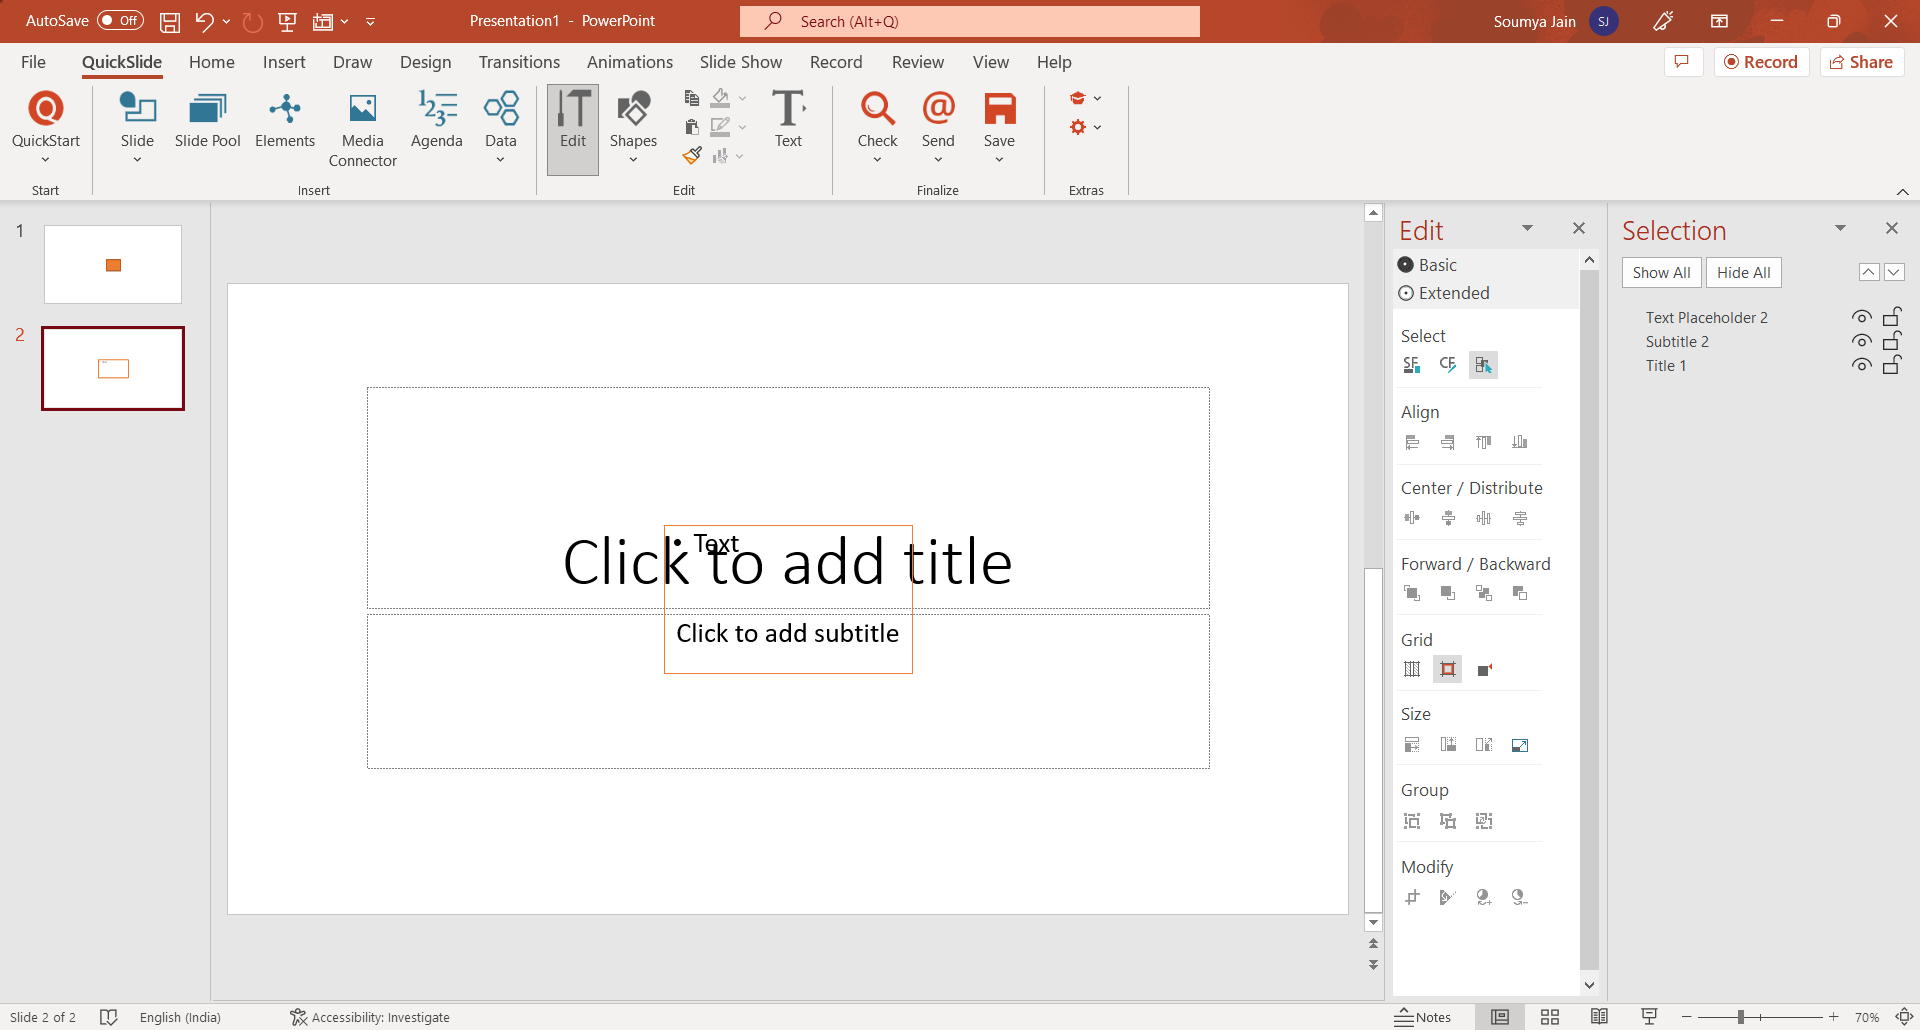 AutoSave Off Presentation1 - PowerPoint Search (Alt+Q) Soumya Jain SJ
File QuickSlide Home Insert Draw Design Transitions Animations Slide Show Record Review View Help Record Share
QuickStart Slide Slide Pool Elements Media Connector Agenda Data Edit Shapes Text Check Send Save
Start Insert Edit Finalize Extras
1
2
Text
Click to add title
Click to add subtitle
Edit
Basic
Extended
Select
SF CF
Align
Center / Distribute
Forward / Backward
Grid
Size
Group
Modify
Selection
Show All Hide All
Text Placeholder 2
Subtitle 2
Title 1
Slide 2 of 2 English (India) Accessibility: Investigate Notes 70%